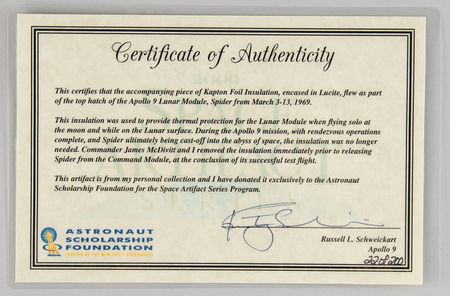 Certificate of Authenticity
This certifies that the accompanying piece of Kapton Foil Insulation, encased in Lucite, flew as part
of the top hatch of the Apollo 9 Lunar Module, Spider from March 3-13, 1969.
This insulation was used to provide thermal protection for the Lunar Module when flying solo at
the moon and while on the Lunar surface. During the Apollo 9 mission, with rendezvous operations
complete, and Spider ultimately being cast-off into the abyss of space, the insulation was no longer
needed. Commander James McDivitt and I removed the insulation immediately prior to releasing
Spider from the Command Module, at the conclusion of its successful test flight.
This artifact is from my personal collection and I have donated it exclusively to the Astronaut
Scholarship Foundation for the Space Artifact Series Program.
ASTRONAUT
SCHOLARSHIP
FOUNDATION
Russell L. Schweickart
Apollo 9
22 of 200